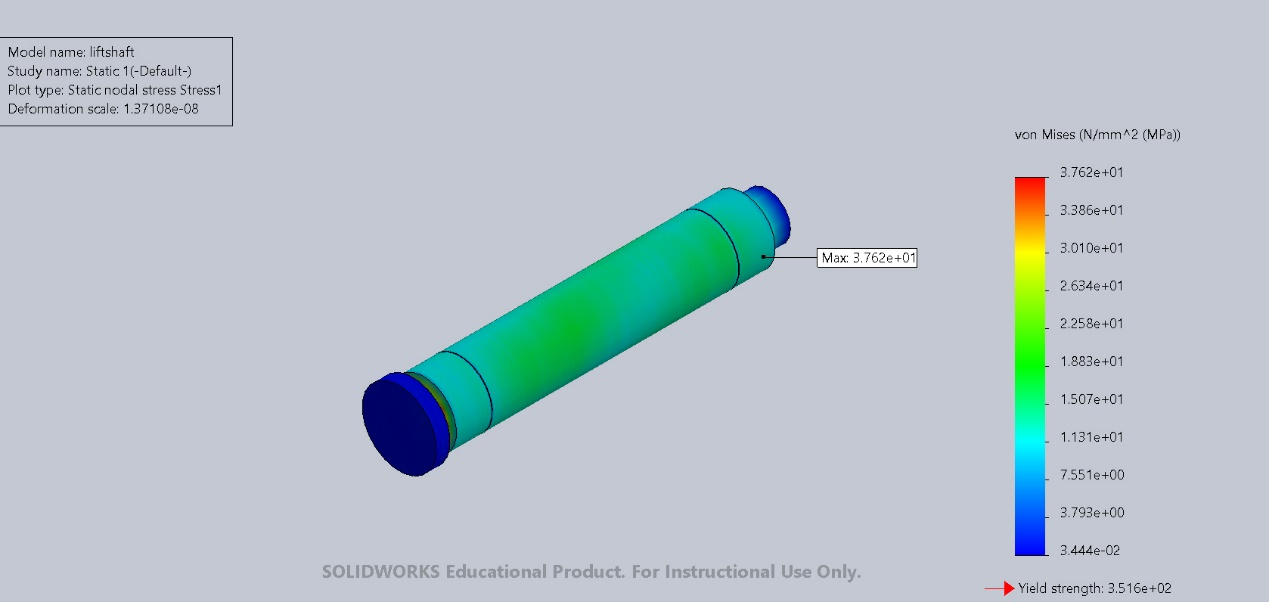 Model name: liftshaft
Study name: Static 1(-Default-)
Plot type: Static nodal stress Stress1
Deformation scale: 1.37108e-08
von Mises (N/mm^2 (MPa))
3.762e+01
3.386e+01
3.010e+01
Max: 3.762e+01
2.634e+01
2.258e+01
1.883e+01
1.507e+01
1.131e+01
7.551e+00
3.793e+00
3.444e-02
SOLIDWORKS Educational Product. For Instructional Use Only.
Yield strength: 3.516e+02